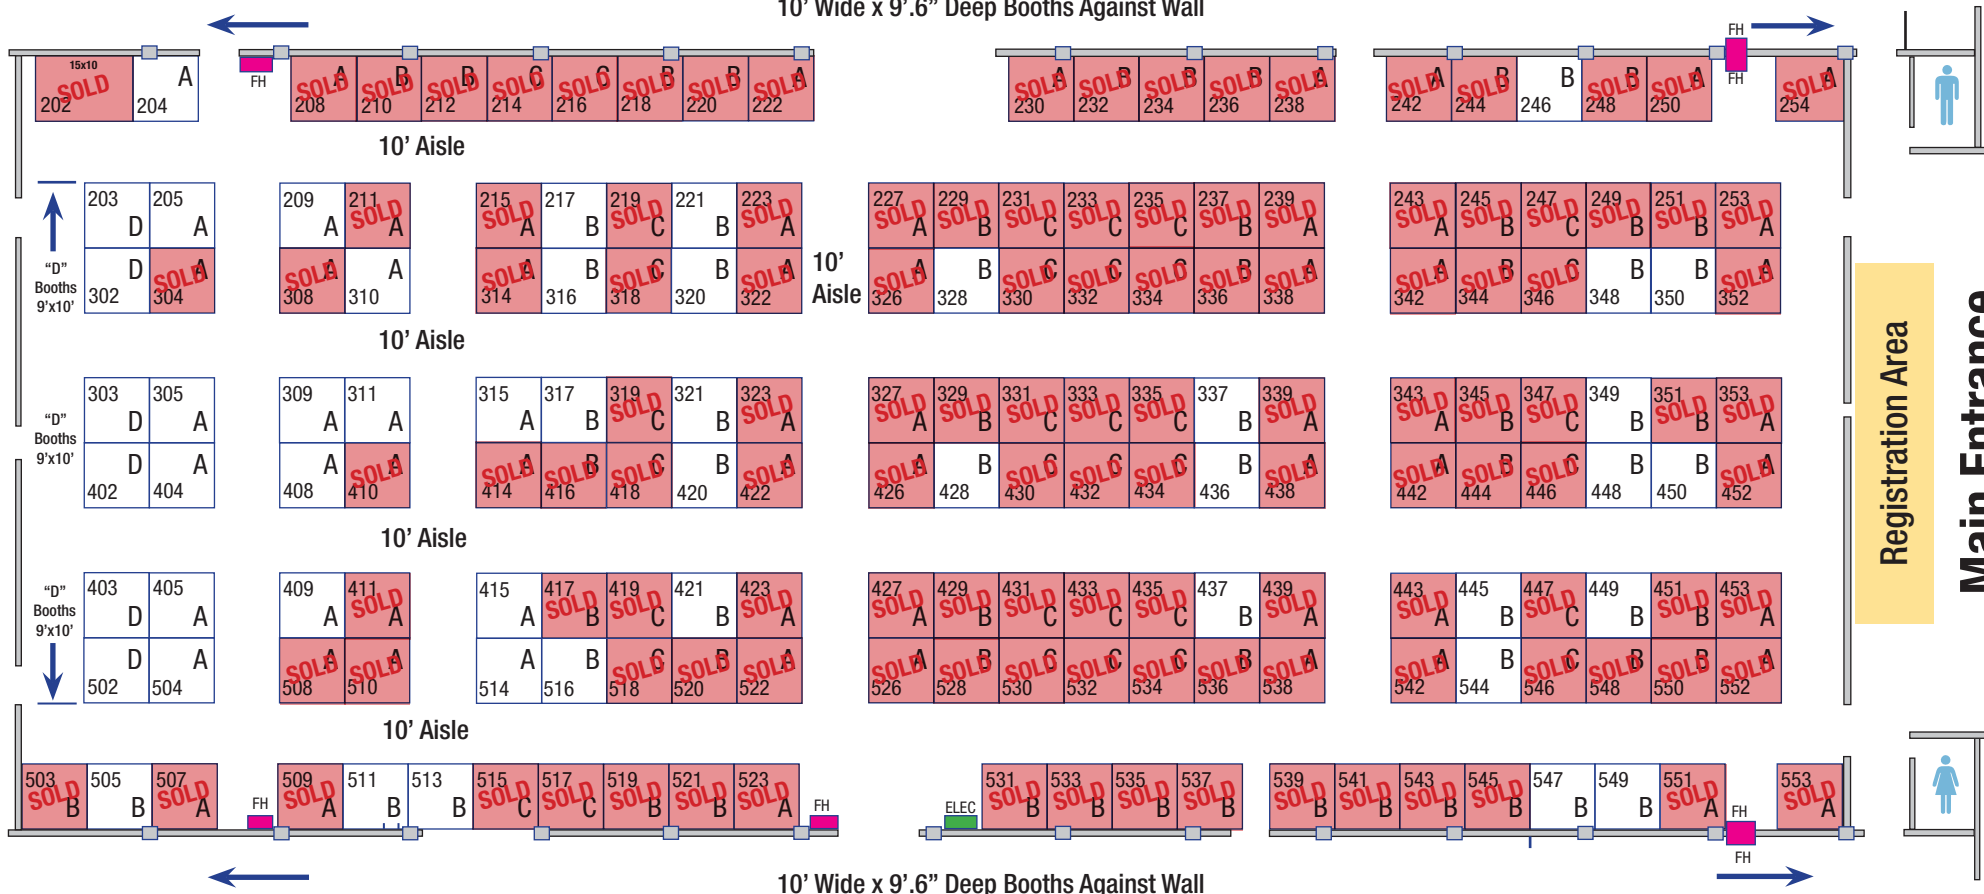 10' Wide x 9'.6" Deep Booths Against Wall
FH
15x10
SOLD SOLD SOLD SOLD SOLD SOLD SOLD SOLD SOLD SOLD SOLD SOLD SOLD SOLD SOLD SOLD SOLD SOLD SOLD
A FH A B B C C B B A A B B B A A B B B A FH A
202 204 208 210 212 214 216 218 220 222 230 232 234 236 238 242 244 246 248 250 254
10' Aisle
203 205 209 211 215 217 219 221 223 227 229 231 233 235 237 239 243 245 247 249 251 253
SOLD SOLD SOLD SOLD SOLD SOLD SOLD SOLD SOLD SOLD SOLD SOLD SOLD SOLD SOLD SOLD SOLD
D A A A A B C B A A B C C C B A A B C B B A
"D"
Booths
9'x10'
D A A A A B C B A A B C C C B A A B C B B A
SOLD SOLD SOLD SOLD SOLD SOLD SOLD SOLD SOLD SOLD SOLD SOLD SOLD SOLD SOLD
302 304 308 310 314 316 318 320 322 326 328 330 332 334 336 338 342 344 346 348 350 352
10'
Aisle
10' Aisle
303 305 309 311 315 317 319 321 323 327 329 331 333 335 337 339 343 345 347 349 351 353
SOLD SOLD SOLD SOLD SOLD SOLD SOLD SOLD SOLD SOLD SOLD SOLD SOLD
D A A A A B C B A A B C C C B A A B C B B A
"D"
Booths
9'x10'
D A A A A B C B A A B C C C B A A B C B B A
SOLD SOLD SOLD SOLD SOLD SOLD SOLD SOLD SOLD SOLD SOLD SOLD SOLD SOLD
402 404 408 410 414 416 418 420 422 426 428 430 432 434 436 438 442 444 446 448 450 452
10' Aisle
403 405 409 411 415 417 419 421 423 427 429 431 433 435 437 439 443 445 447 449 451 453
SOLD SOLD SOLD SOLD SOLD SOLD SOLD SOLD SOLD SOLD SOLD SOLD SOLD SOLD
D A A A A B C B A A B C C C B A A B C B B A
"D"
Booths
9'x10'
D A A A A B C B A A B C C C B A A B C B B A
SOLD SOLD SOLD SOLD SOLD SOLD SOLD SOLD SOLD SOLD SOLD SOLD SOLD SOLD SOLD SOLD SOLD
502 504 508 510 514 516 518 520 522 526 528 530 532 534 536 538 542 544 546 548 550 552
10' Aisle
Registration Area
Main Entrance
503 505 507 509 511 513 515 517 519 521 523 531 533 535 537 539 541 543 545 547 549 551 553
SOLD SOLD SOLD SOLD SOLD SOLD SOLD SOLD SOLD SOLD SOLD SOLD SOLD SOLD SOLD SOLD SOLD SOLD
B B A FH A B B C C B B A FH ELEC B B B B B B B B B B A FH A
FH
10' Wide x 9'.6" Deep Booths Against Wall